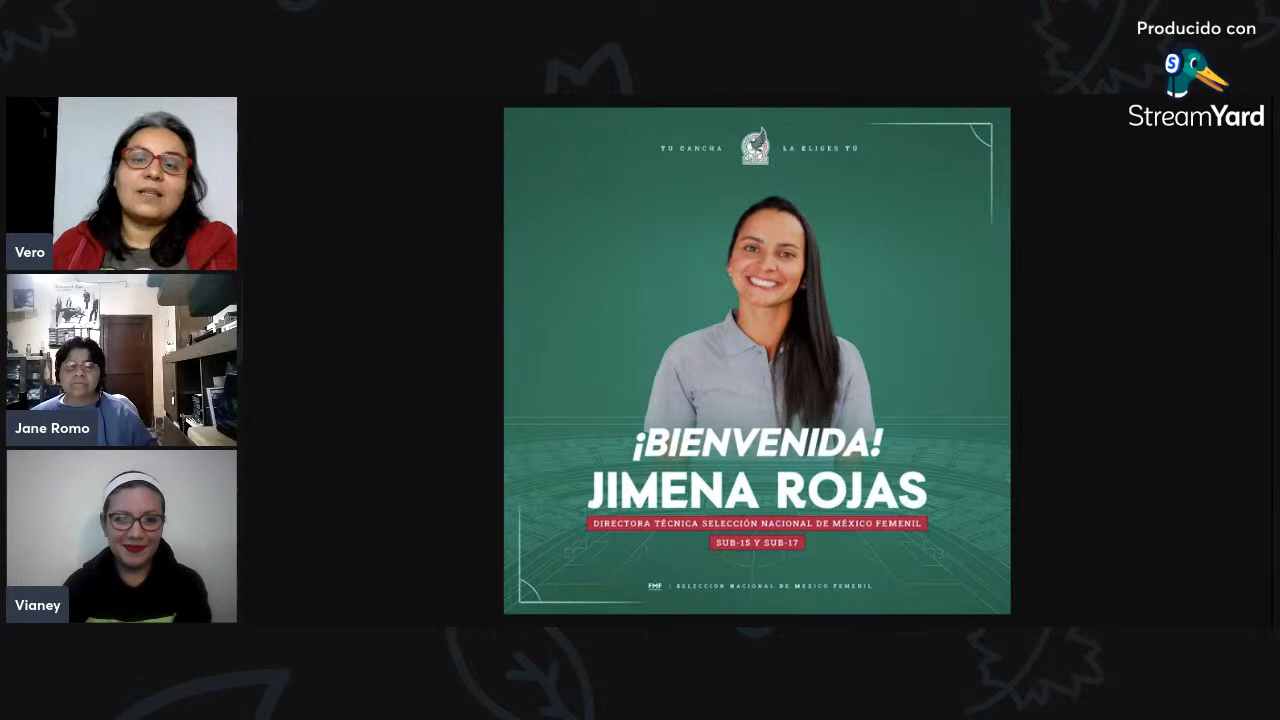 Producido con
StreamYard
Vero
Jane Romo
Vianey
TU CANCHA LA ELIGES TÚ
¡BIENVENIDA!
JIMENA ROJAS
DIRECTORA TÉCNICA SELECCIÓN NACIONAL DE MÉXICO FEMENIL
SUB-15 Y SUB-17
FMF | SELECCIÓN NACIONAL DE MÉXICO FEMENIL